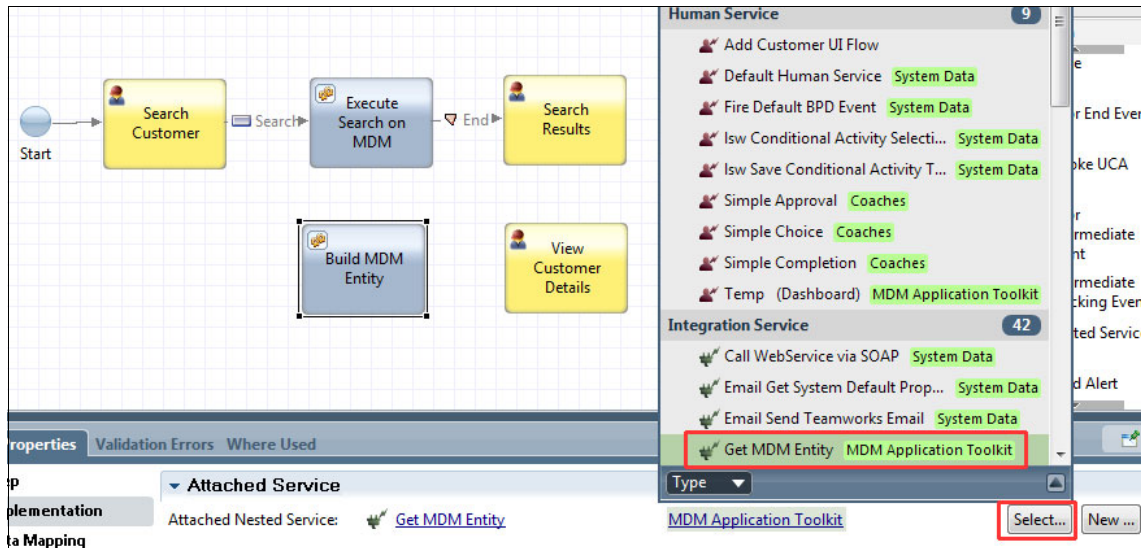 Start
Search
Customer
Search
Execute
Search on
MDM
End
Search
Results
Build MDM
Entity
View
Customer
Details
Human Service 9
Add Customer UI Flow
Default Human Service System Data
Fire Default BPD Event System Data
Isw Conditional Activity Selecti... System Data
Isw Save Conditional Activity T... System Data
Simple Approval Coaches
Simple Choice Coaches
Simple Completion Coaches
Temp (Dashboard) MDM Application Toolkit
Integration Service 42
Call WebService via SOAP System Data
Email Get System Default Prop... System Data
Email Send Teamworks Email System Data
Get MDM Entity MDM Application Toolkit
Type
e
r End Ever
oke UCA
r
rmediate
nt
rmediate
cking Even
ted Service
d Alert
roperties Validation Errors Where Used
ep
plementation
ta Mapping
Attached Service
Attached Nested Service: Get MDM Entity MDM Application Toolkit Select... New ...